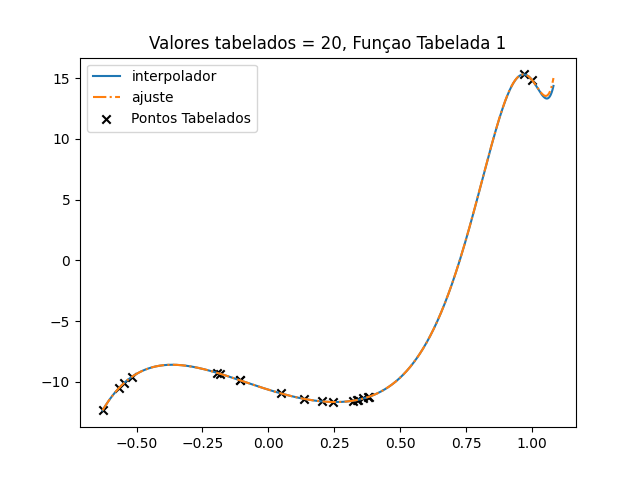 Valores tabelados = 20, Funçao Tabelada 1
interpolador
ajuste
Pontos Tabelados
15
10
5
0
−5
−10
−0.50 −0.25 0.00 0.25 0.50 0.75 1.00